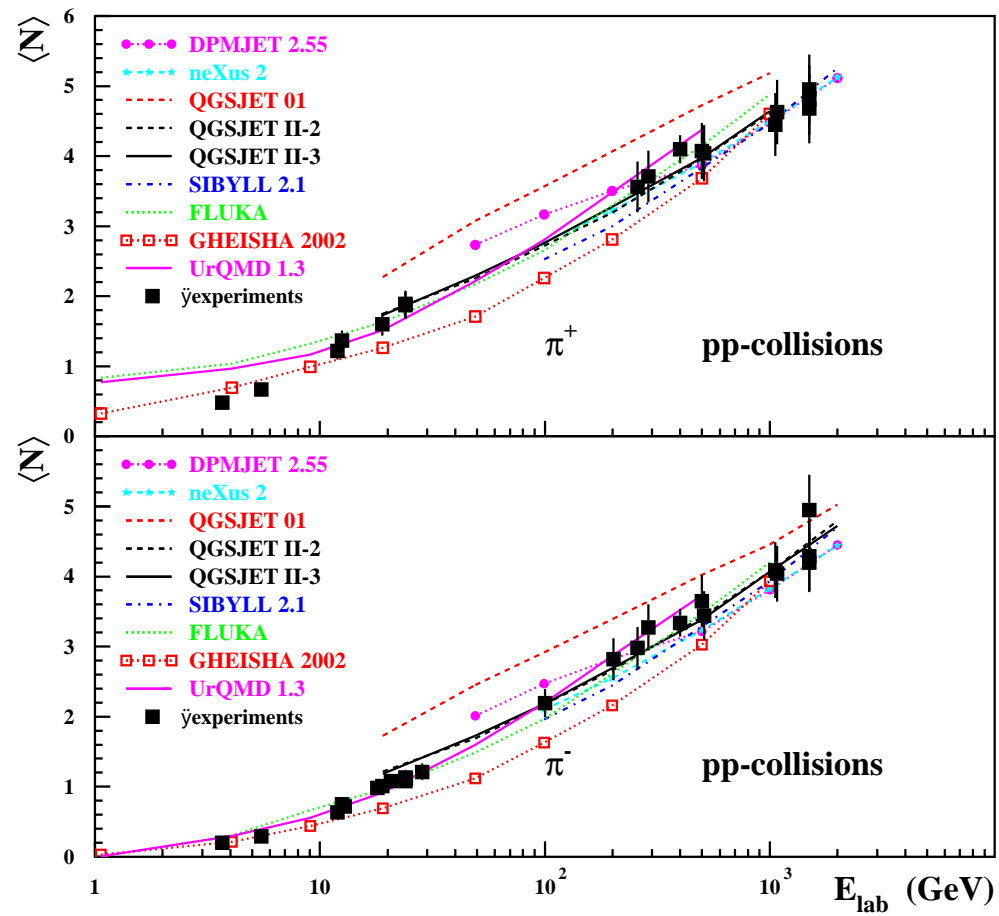 ⟨N⟩
6
5
4
3
2
1
0
DPMJET 2.55
neXus 2
QGSJET 01
QGSJET II-2
QGSJET II-3
SIBYLL 2.1
FLUKA
GHEISHA 2002
UrQMD 1.3
ÿexperiments
π⁺
pp-collisions
⟨N⟩
5
4
3
2
1
0
DPMJET 2.55
neXus 2
QGSJET 01
QGSJET II-2
QGSJET II-3
SIBYLL 2.1
FLUKA
GHEISHA 2002
UrQMD 1.3
ÿexperiments
π⁻
pp-collisions
1 10 10² 10³
E_lab (GeV)